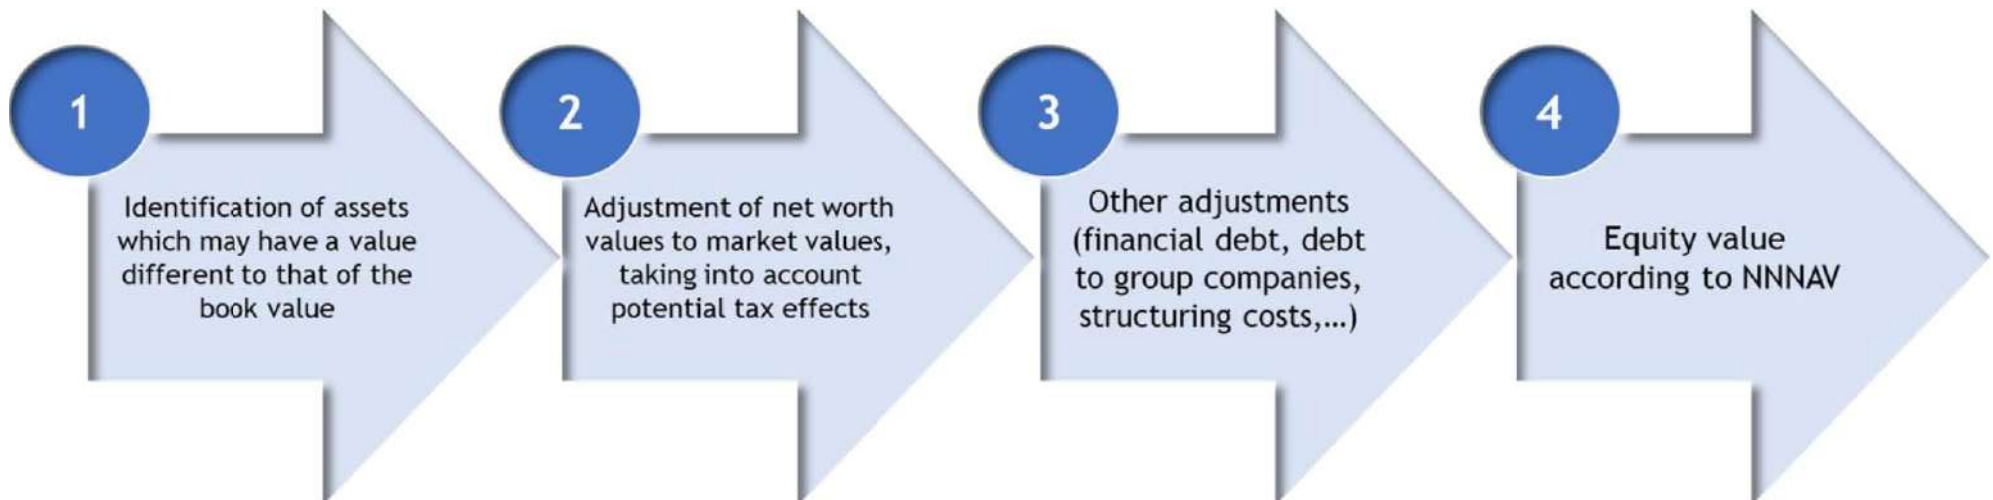 1
Identification of assets
which may have a value
different to that of the
book value
2
Adjustment of net worth
values to market values,
taking into account
potential tax effects
3
Other adjustments
(financial debt, debt
to group companies,
structuring costs,...)
4
Equity value
according to NNNAV